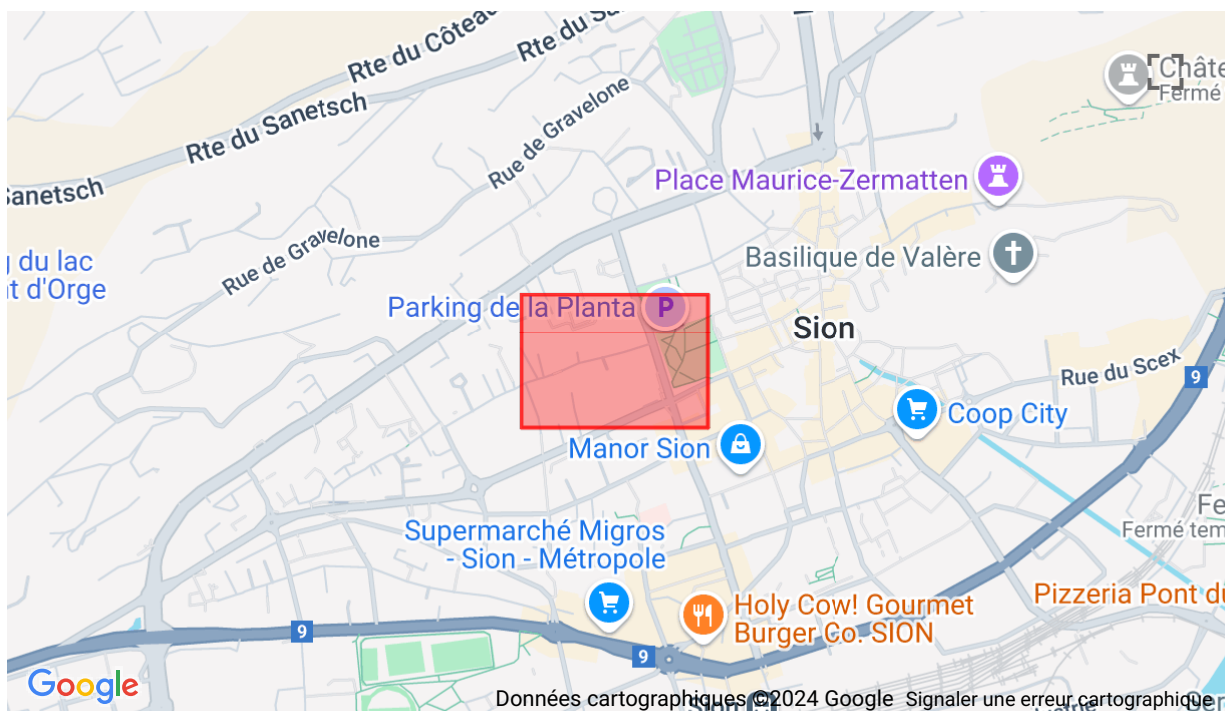 Rte du Côteau
Rte du Sa
Rte du Sanetsch
Sanetsch
Rue de Gravelone
Rue de Gravelone
Châte
Fermé
Place Maurice-Zermatten
Basilique de Valère
du lac
t d'Orge
Parking de la Planta
P
Sion
Rue du Scex
9
Coop City
Manor Sion
Supermarché Migros
- Sion - Métropole
Fe
Fermé tem
Holy Cow! Gourmet
Burger Co. SION
Pizzeria Pont du
9
9
Google
Données cartographiques ©2024 Google
Signaler une erreur cartographique
Sion